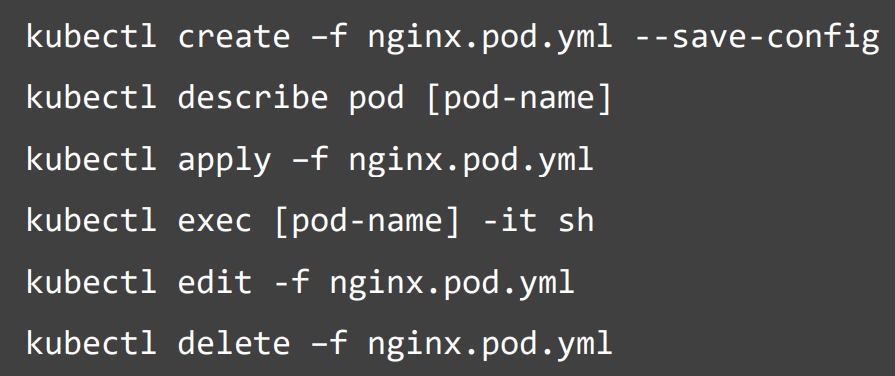 kubectl create –f nginx.pod.yml --save-config
kubectl describe pod [pod-name]
kubectl apply –f nginx.pod.yml
kubectl exec [pod-name] -it sh
kubectl edit -f nginx.pod.yml
kubectl delete –f nginx.pod.yml